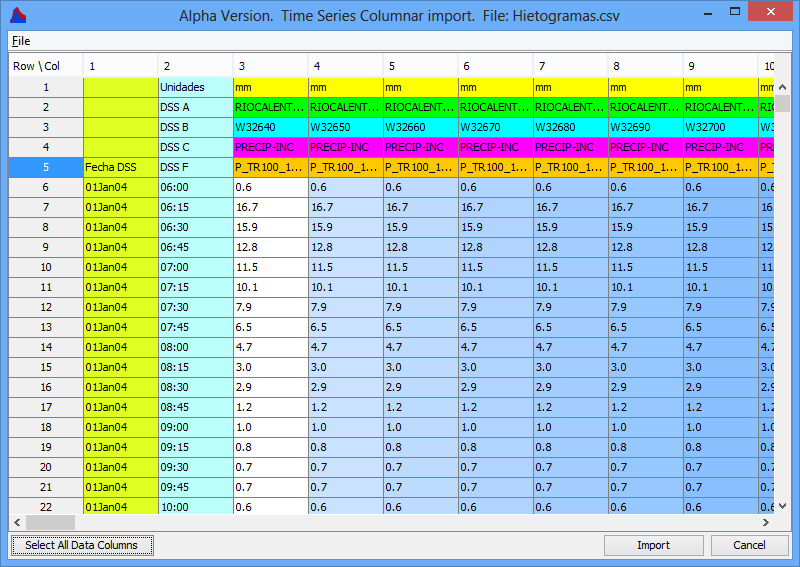 Alpha Version. Time Series Columnar import. File: Hietogramas.csv
File
Row \ Col 1 2 3 4 5 6 7 8 9 10
1 Unidades mm mm mm mm mm mm mm mm
2 DSS A RIOCALENT... RIOCALENT... RIOCALENT... RIOCALENT... RIOCALENT... RIOCALENT... RIOCALENT...
3 DSS B W32640 W32650 W32660 W32670 W32680 W32690 W32700
4 DSS C PRECIP-INC PRECIP-INC PRECIP-INC PRECIP-INC PRECIP-INC PRECIP-INC PRECIP-INC
5 Fecha DSS DSS F P_TR100_1... P_TR100_1... P_TR100_1... P_TR100_1... P_TR100_1... P_TR100_1... P_TR100_1...
6 01Jan04 06:00 0.6 0.6 0.6 0.6 0.6 0.6 0.6 0.6
7 01Jan04 06:15 16.7 16.7 16.7 16.7 16.7 16.7 16.7
8 01Jan04 06:30 15.9 15.9 15.9 15.9 15.9 15.9 15.9
9 01Jan04 06:45 12.8 12.8 12.8 12.8 12.8 12.8 12.8
10 01Jan04 07:00 11.5 11.5 11.5 11.5 11.5 11.5 11.5
11 01Jan04 07:15 10.1 10.1 10.1 10.1 10.1 10.1 10.1
12 01Jan04 07:30 7.9 7.9 7.9 7.9 7.9 7.9 7.9 7.9
13 01Jan04 07:45 6.5 6.5 6.5 6.5 6.5 6.5 6.5 6.5
14 01Jan04 08:00 4.7 4.7 4.7 4.7 4.7 4.7 4.7 4.7
15 01Jan04 08:15 3.0 3.0 3.0 3.0 3.0 3.0 3.0 3.0
16 01Jan04 08:30 2.9 2.9 2.9 2.9 2.9 2.9 2.9 2.9
17 01Jan04 08:45 1.2 1.2 1.2 1.2 1.2 1.2 1.2 1.2
18 01Jan04 09:00 1.0 1.0 1.0 1.0 1.0 1.0 1.0 1.0
19 01Jan04 09:15 0.8 0.8 0.8 0.8 0.8 0.8 0.8 0.8
20 01Jan04 09:30 0.7 0.7 0.7 0.7 0.7 0.7 0.7 0.7
21 01Jan04 09:45 0.7 0.7 0.7 0.7 0.7 0.7 0.7 0.7
22 01Jan04 10:00 0.6 0.6 0.6 0.6 0.6 0.6 0.6 0.6
Select All Data Columns Import Cancel